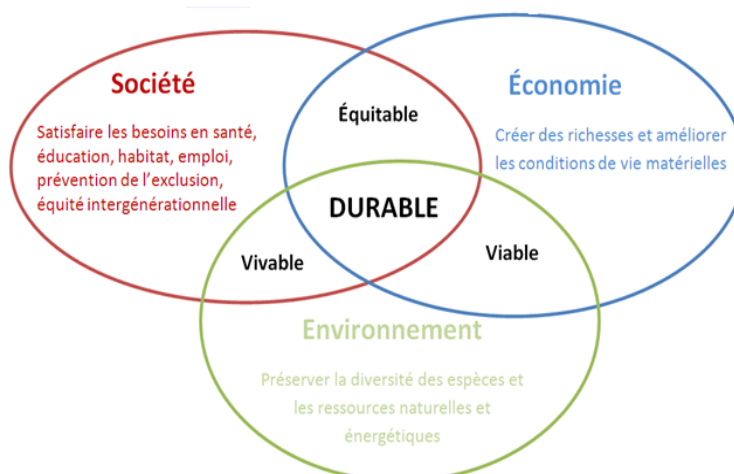 Société
Satisfaire les besoins en santé,
éducation, habitat, emploi,
prévention de l'exclusion,
équité intergénérationnelle
Équitable
Économie
Créer des richesses et améliorer
les conditions de vie matérielles
DURABLE
Vivable
Viable
Environnement
Préserver la diversité des espèces et
les ressources naturelles et
énergétiques